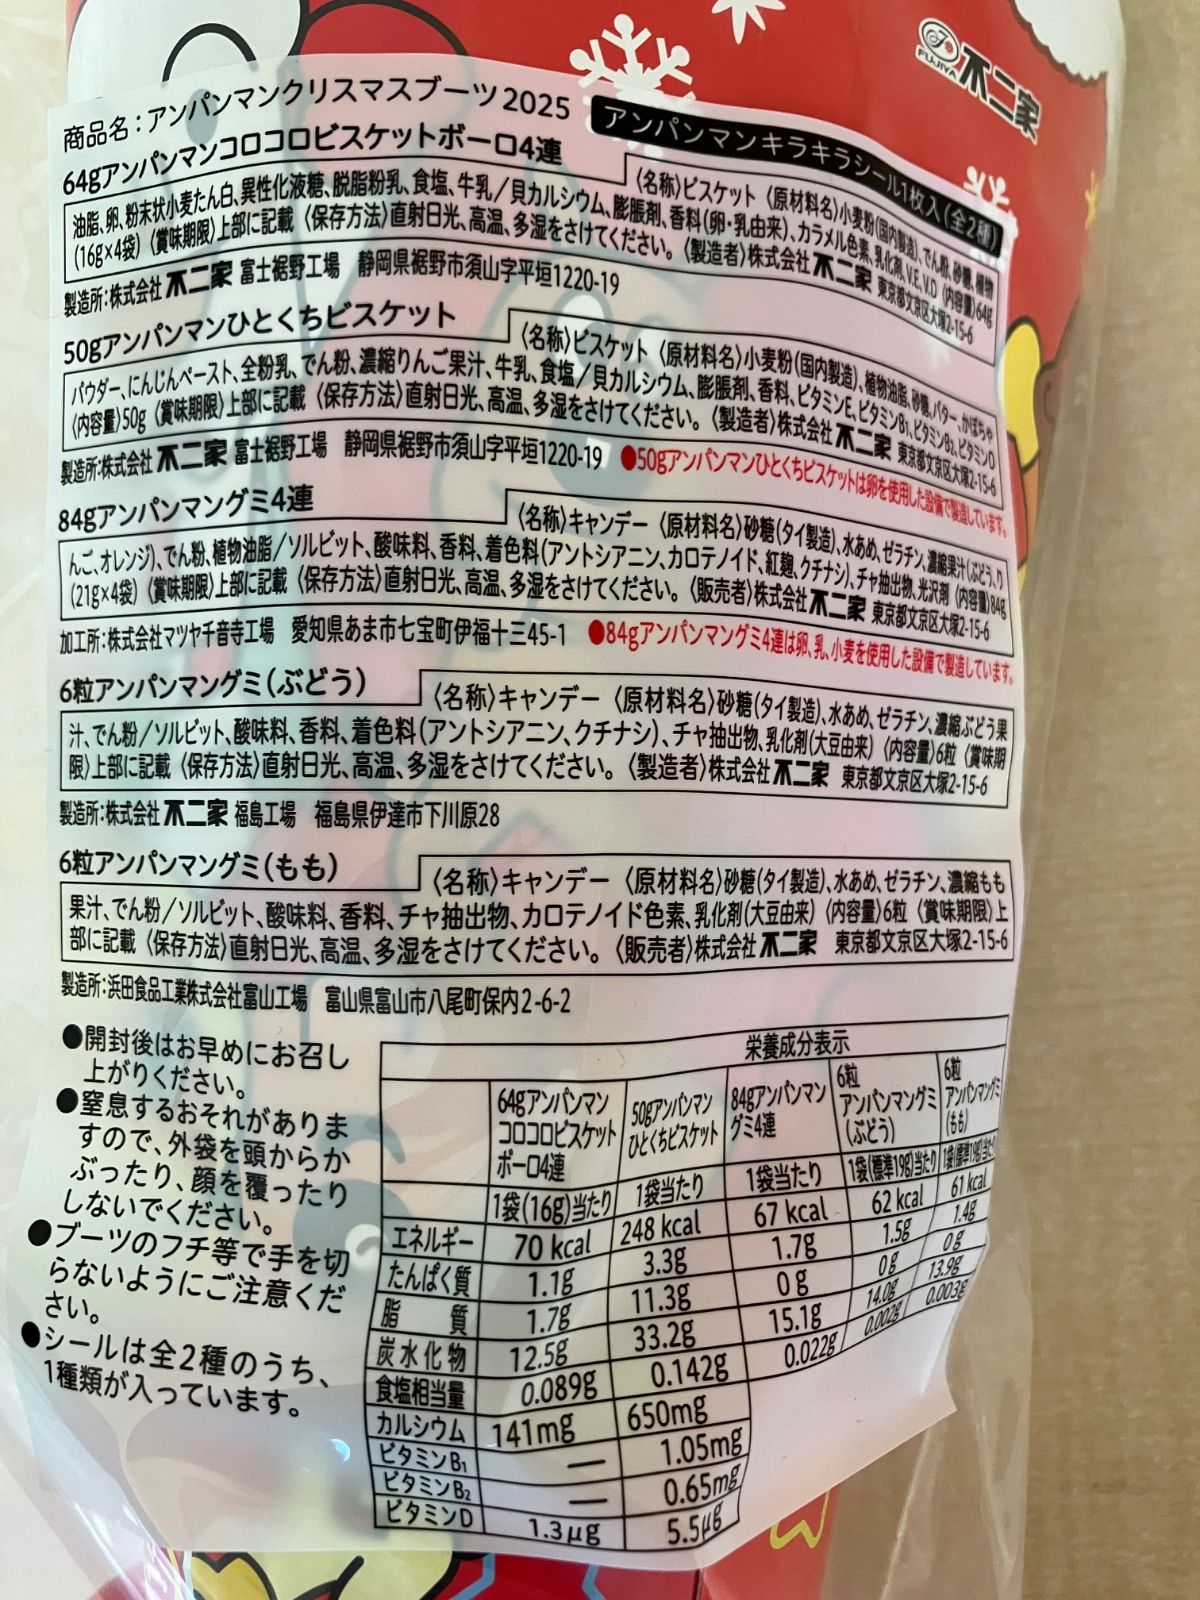 FUJIYA 不二家
商品名：アンパンマンクリスマスブーツ2025 アンパンマンキラキラシール1枚入(全2種)
64gアンパンマンコロコロビスケットボーロ4連 〈名称〉ビスケット 〈原材料名〉小麦粉(国内製造)、でん粉、砂糖、植物
油脂、卵、粉末状小麦たん白、異性化液糖、脱脂粉乳、食塩、牛乳/貝カルシウム、膨脹剤、香料(卵・乳由来)、カラメル色素、乳化剤、V.E、V.D 〈内容量〉64g
(16g×4袋) 〈賞味期限〉上部に記載 〈保存方法〉直射日光、高温、多湿をさけてください。 〈製造者〉株式会社不二家 東京都文京区大塚2-15-6
製造所：株式会社不二家 富士裾野工場 静岡県裾野市須山字平垣1220-19
50gアンパンマンひとくちビスケット 〈名称〉ビスケット 〈原材料名〉小麦粉(国内製造)、植物油脂、砂糖、バター、かぼちゃ
パウダー、にんじんペースト、全粉乳、でん粉、濃縮りんご果汁、牛乳、食塩/貝カルシウム、膨脹剤、香料、ビタミンE、ビタミンB₁、ビタミンB₂、ビタミンD
〈内容量〉50g 〈賞味期限〉上部に記載 〈保存方法〉直射日光、高温、多湿をさけてください。 〈製造者〉株式会社不二家 東京都文京区大塚2-15-6
製造所：株式会社不二家 富士裾野工場 静岡県裾野市須山字平垣1220-19 ●50gアンパンマンひとくちビスケットは卵を使用した設備で製造しています。
84gアンパンマングミ4連 〈名称〉キャンデー 〈原材料名〉砂糖(タイ製造)、水あめ、ゼラチン、濃縮果汁(ぶどう、り
んご、オレンジ)、でん粉、植物油脂/ソルビット、酸味料、香料、着色料(アントシアニン、カロテノイド、紅麹、クチナシ)、チャ抽出物、光沢剤 〈内容量〉84g
(21g×4袋) 〈賞味期限〉上部に記載 〈保存方法〉直射日光、高温、多湿をさけてください。 〈販売者〉株式会社不二家 東京都文京区大塚2-15-6
加工所：株式会社マツヤ千音寺工場 愛知県あま市七宝町伊福十三45-1 ●84gアンパンマングミ4連は卵、乳、小麦を使用した設備で製造しています。
6粒アンパンマングミ(ぶどう) 〈名称〉キャンデー 〈原材料名〉砂糖(タイ製造)、水あめ、ゼラチン、濃縮ぶどう果
汁、でん粉/ソルビット、酸味料、香料、着色料(アントシアニン、クチナシ)、チャ抽出物、乳化剤(大豆由来) 〈内容量〉6粒 〈賞味期
限〉上部に記載 〈保存方法〉直射日光、高温、多湿をさけてください。 〈製造者〉株式会社不二家 東京都文京区大塚2-15-6
製造所：株式会社不二家 福島工場 福島県伊達市下川原28
6粒アンパンマングミ(もも) 〈名称〉キャンデー 〈原材料名〉砂糖(タイ製造)、水あめ、ゼラチン、濃縮もも
果汁、でん粉/ソルビット、酸味料、香料、チャ抽出物、カロテノイド色素、乳化剤(大豆由来) 〈内容量〉6粒 〈賞味期限〉上
部に記載 〈保存方法〉直射日光、高温、多湿をさけてください。 〈販売者〉株式会社不二家 東京都文京区大塚2-15-6
製造所：浜田食品工業株式会社富山工場 富山県富山市八尾町保内2-6-2
●開封後はお早めにお召し
上がりください。
●窒息するおそれがありま
すので、外袋を頭からか
ぶったり、顔を覆ったり
しないでください。
●ブーツのフチ等で手を切
らないようにご注意くだ
さい。
●シールは全2種のうち、
1種類が入っています。
栄養成分表示
64gアンパンマン
コロコロビスケット
ボーロ4連
50gアンパンマン
ひとくちビスケット
84gアンパンマン
グミ4連
6粒
アンパンマングミ
(ぶどう)
6粒
アンパンマングミ
(もも)
1袋(16g)当たり 1袋当たり 1袋当たり 1袋(標準19g)当たり 1袋(標準19g)当たり
エネルギー 70 kcal 248 kcal 67 kcal 62 kcal 61 kcal
たんぱく質 1.1g 3.3g 1.7g 1.5g 1.4g
脂質 1.7g 11.3g 0g 0g 0g
炭水化物 12.5g 33.2g 15.1g 14.0g 13.9g
食塩相当量 0.089g 0.142g 0.022g 0.002g 0.003g
カルシウム 141mg 650mg
ビタミンB₁ — 1.05mg
ビタミンB₂ — 0.65mg
ビタミンD 1.3μg 5.5μg